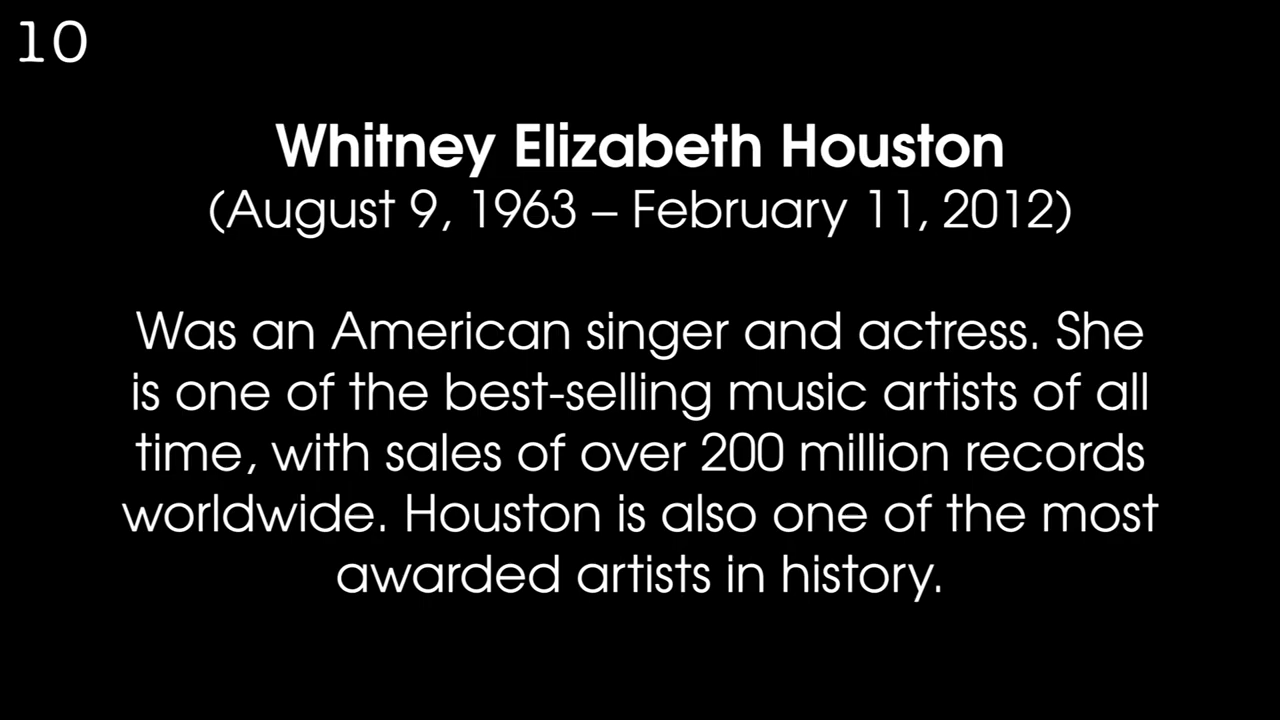 10
Whitney Elizabeth Houston
(August 9, 1963 – February 11, 2012)
Was an American singer and actress. She
is one of the best-selling music artists of all
time, with sales of over 200 million records
worldwide. Houston is also one of the most
awarded artists in history.